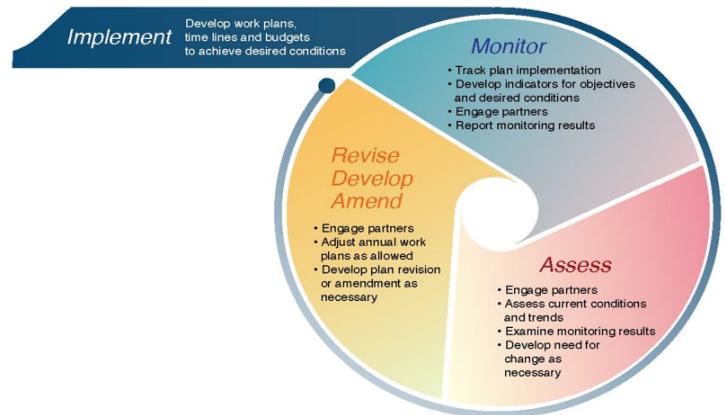 Implement
Develop work plans,
time lines and budgets
to achieve desired conditions
Monitor
• Track plan implementation
• Develop indicators for objectives
and desired conditions
• Engage partners
• Report monitoring results
Assess
• Engage partners
• Assess current conditions
and trends
• Examine monitoring results
• Develop need for
change as
necessary
Revise
Develop
Amend
• Engage partners
• Adjust annual work
plans as allowed
• Develop plan revision
or amendment as
necessary